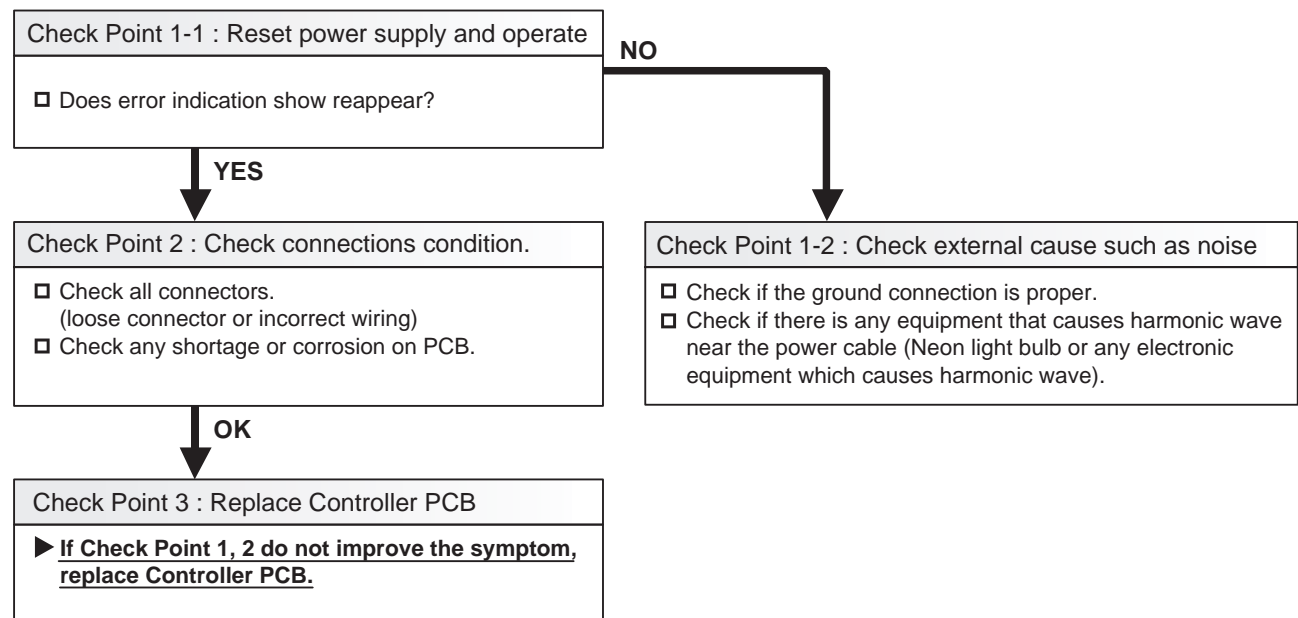 Check Point 1-1 : Reset power supply and operate
☐ Does error indication show reappear?
NO
YES
Check Point 2 : Check connections condition.
☐ Check all connectors.
(loose connector or incorrect wiring)
☐ Check any shortage or corrosion on PCB.
Check Point 1-2 : Check external cause such as noise
☐ Check if the ground connection is proper.
☐ Check if there is any equipment that causes harmonic wave
near the power cable (Neon light bulb or any electronic
equipment which causes harmonic wave).
OK
Check Point 3 : Replace Controller PCB
▶ If Check Point 1, 2 do not improve the symptom,
replace Controller PCB.